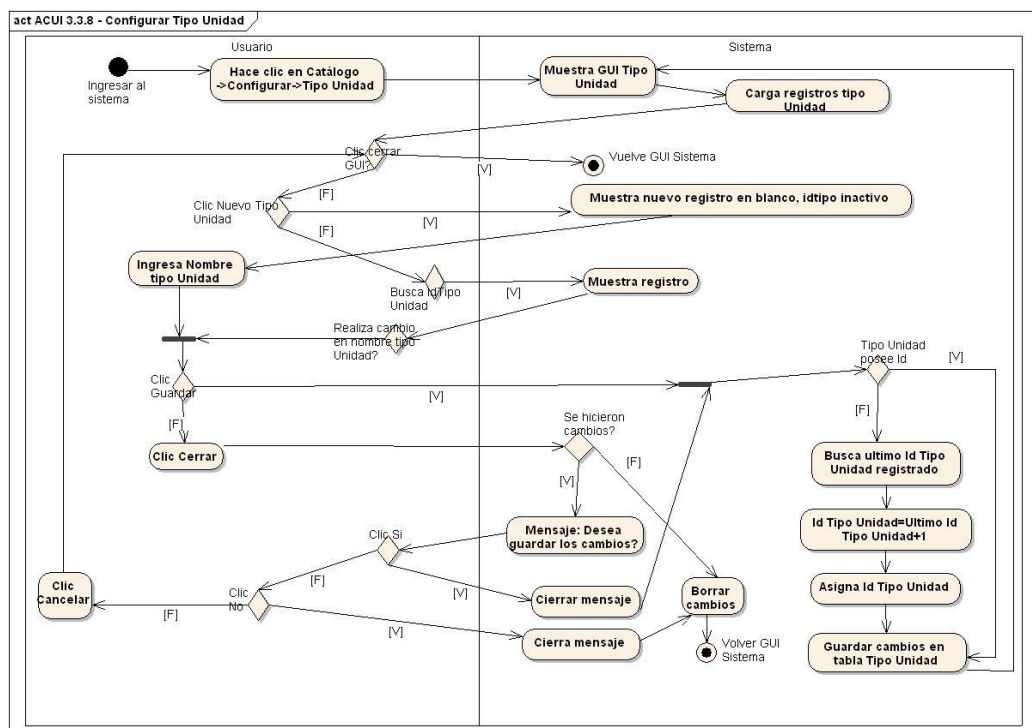 act ACUI 3.3.8 - Configurar Tipo Unidad
Usuario
Sistema
Ingresar al
sistema
Hace clic en Catálogo
->Configurar->Tipo Unidad
Muestra GUI Tipo
Unidad
Carga registros tipo
Unidad
Clic cerrar
GUI?
[V]
Vuelve GUI Sistema
[F]
Clic Nuevo Tipo
Unidad
[V]
Muestra nuevo registro en blanco, idtipo inactivo
[F]
Ingresa Nombre
tipo Unidad
Busca IdTipo
Unidad
[V]
Muestra registro
Realiza cambio
en nombre tipo
Unidad?
Tipo Unidad
posee Id
[V]
Clic
Guardar
[V]
[F]
[F]
Clic Cerrar
Se hicieron
cambios?
[F]
[V]
Busca ultimo Id Tipo
Unidad registrado
Mensaje: Desea
guardar los cambios?
Id Tipo Unidad=Ultimo Id
Tipo Unidad+1
Clic Si
[F]
[V]
Clic
Cancelar
[F]
Clic
No
[V]
Cierrar mensaje
Borrar
cambios
Asigna Id Tipo Unidad
Cierra mensaje
Volver GUI
Sistema
Guardar cambios en
tabla Tipo Unidad